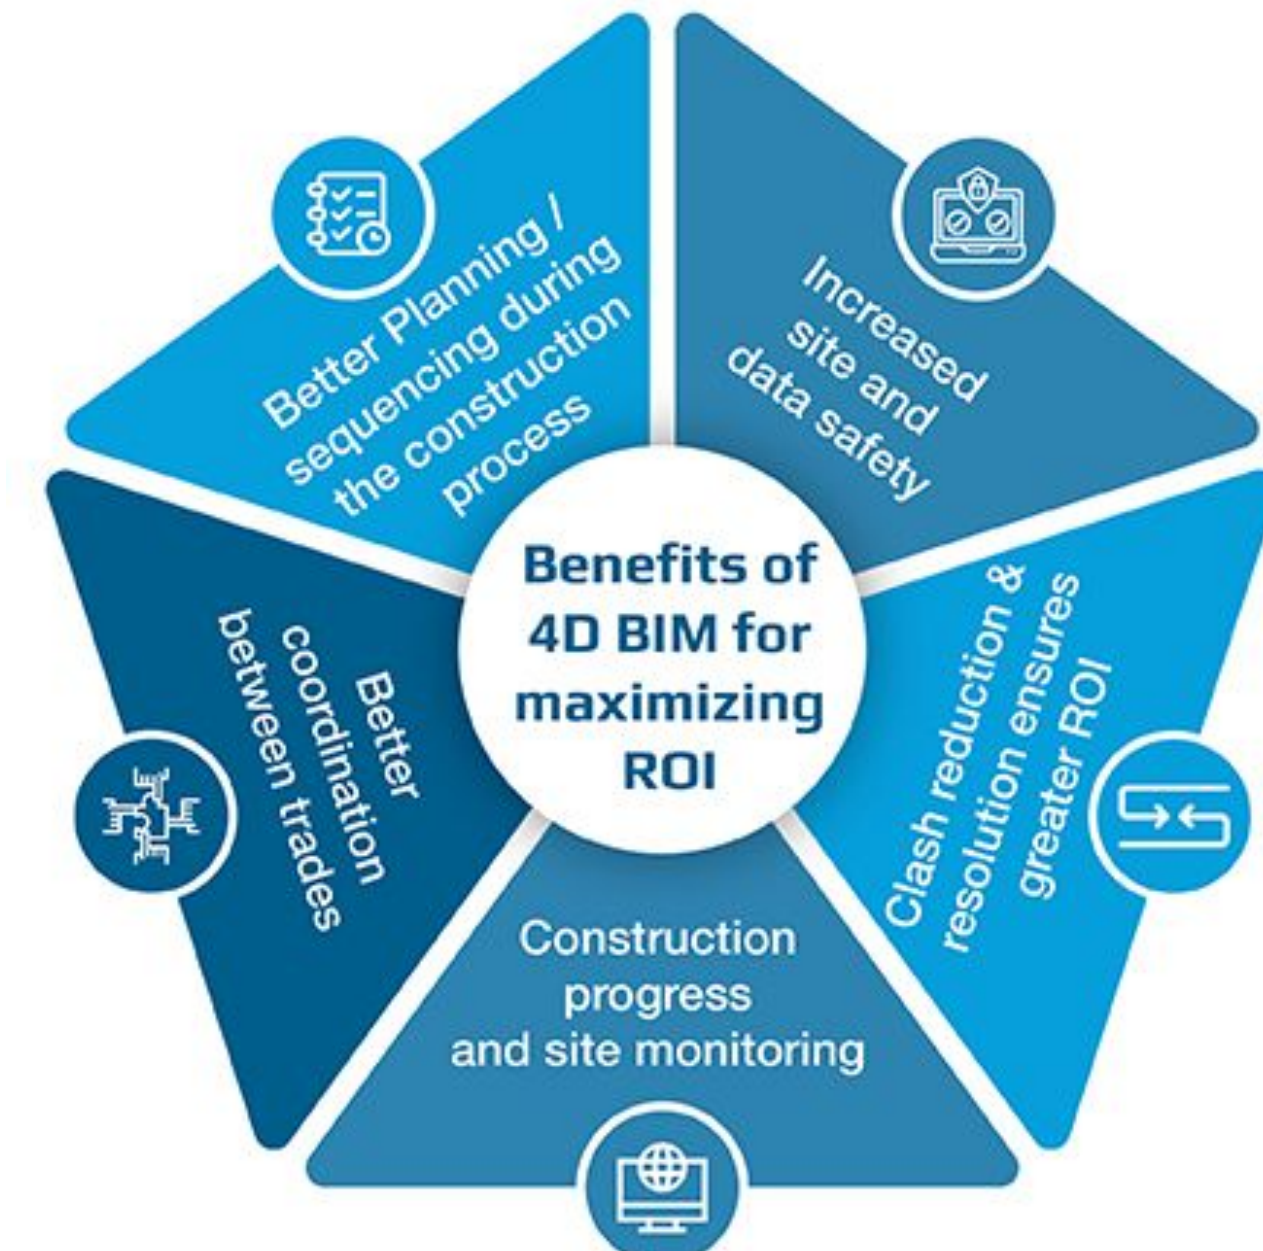 Benefits of
4D BIM for
maximizing
ROI
Better Planning /
sequencing during
the construction
process
Increased
site and
data safety
Clash reduction &
resolution ensures
greater ROI
Construction
progress
and site monitoring
Better
coordination
between trades